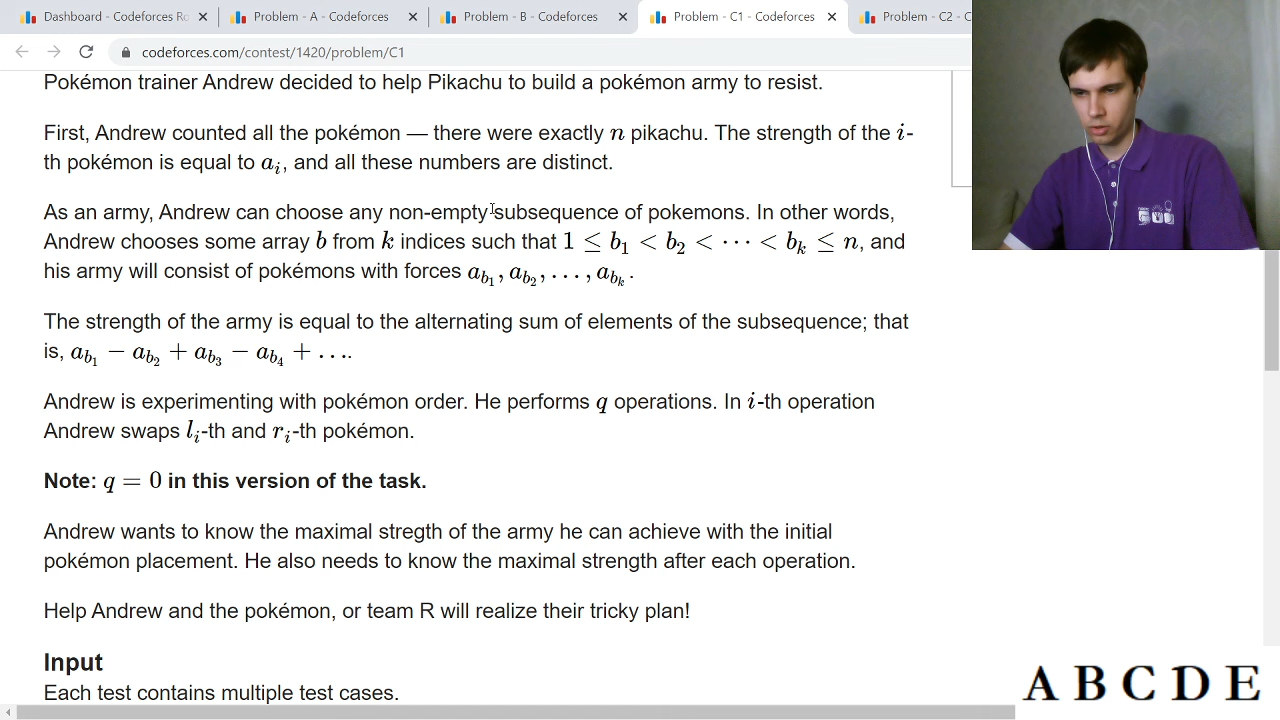 Dashboard - Codeforces Ro
Problem - A - Codeforces
Problem - B - Codeforces
Problem - C1 - Codeforces
Problem - C2 - C
codeforces.com/contest/1420/problem/C1
Pokémon trainer Andrew decided to help Pikachu to build a pokémon army to resist.
First, Andrew counted all the pokémon — there were exactly n pikachu. The strength of the i-
th pokémon is equal to a_i, and all these numbers are distinct.
As an army, Andrew can choose any non-empty subsequence of pokemons. In other words,
Andrew chooses some array b from k indices such that 1 ≤ b_1 < b_2 < ⋯ < b_k ≤ n, and
his army will consist of pokémons with forces a_{b_1}, a_{b_2}, …, a_{b_k}.
The strength of the army is equal to the alternating sum of elements of the subsequence; that
is, a_{b_1} − a_{b_2} + a_{b_3} − a_{b_4} + ….
Andrew is experimenting with pokémon order. He performs q operations. In i-th operation
Andrew swaps l_i-th and r_i-th pokémon.
Note: q = 0 in this version of the task.
Andrew wants to know the maximal stregth of the army he can achieve with the initial
pokémon placement. He also needs to know the maximal strength after each operation.
Help Andrew and the pokémon, or team R will realize their tricky plan!
Input
Each test contains multiple test cases.
A B C D E